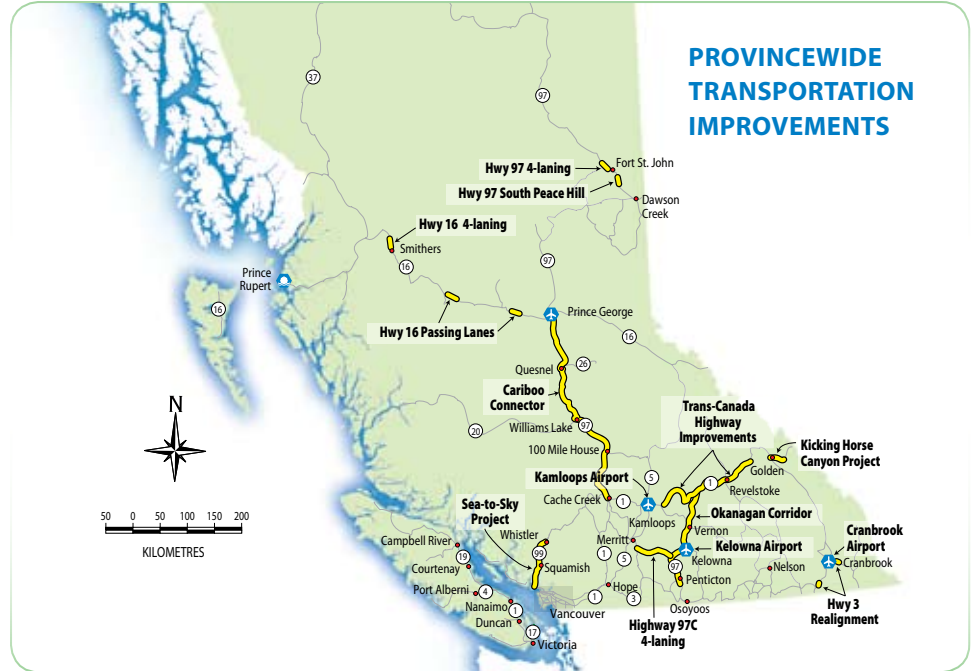 PROVINCEWIDE
TRANSPORTATION
IMPROVEMENTS
37
97
Hwy 97 4-laning
Fort St. John
Hwy 97 South Peace Hill
Dawson
Creek
Hwy 16 4-laning
Smithers
16
97
Prince
Rupert
16
Prince George
Hwy 16 Passing Lanes
16
Quesnel
26
Cariboo
Connector
Trans-Canada
Highway
Improvements
N
Williams Lake
97
20
100 Mile House
Kicking Horse
Canyon Project
Golden
Kamloops Airport
5
1
Revelstoke
Cache Creek
1
Kamloops
Okanagan Corridor
Vernon
50 0 50 100 150 200
KILOMETRES
Sea-to-Sky
Project
Whistler
Merritt
Cranbrook
Airport
Campbell River
99
1
5
Kelowna Airport
Kelowna
Cranbrook
19
Courtenay
Squamish
97
Penticton
Nelson
Port Alberni
4
Hope
Nanaimo
1
Vancouver
1
3
Osoyoos
Hwy 3
Realignment
Duncan
Highway 97C
4-laning
17
Victoria